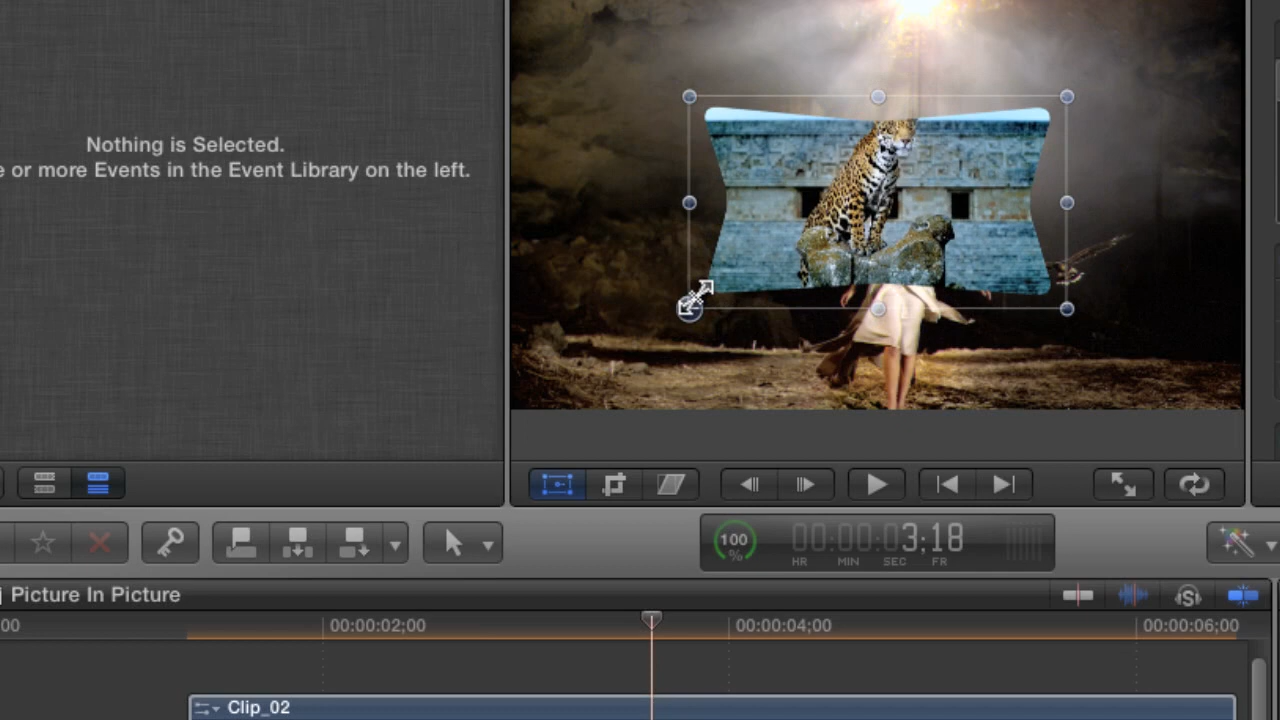 Nothing is Selected.
or more Events in the Event Library on the left.
100
%
00:00:03;18
HR MIN SEC FR
Picture In Picture
00
00:00:02;00
00:00:04;00
00:00:06;00
Clip_02